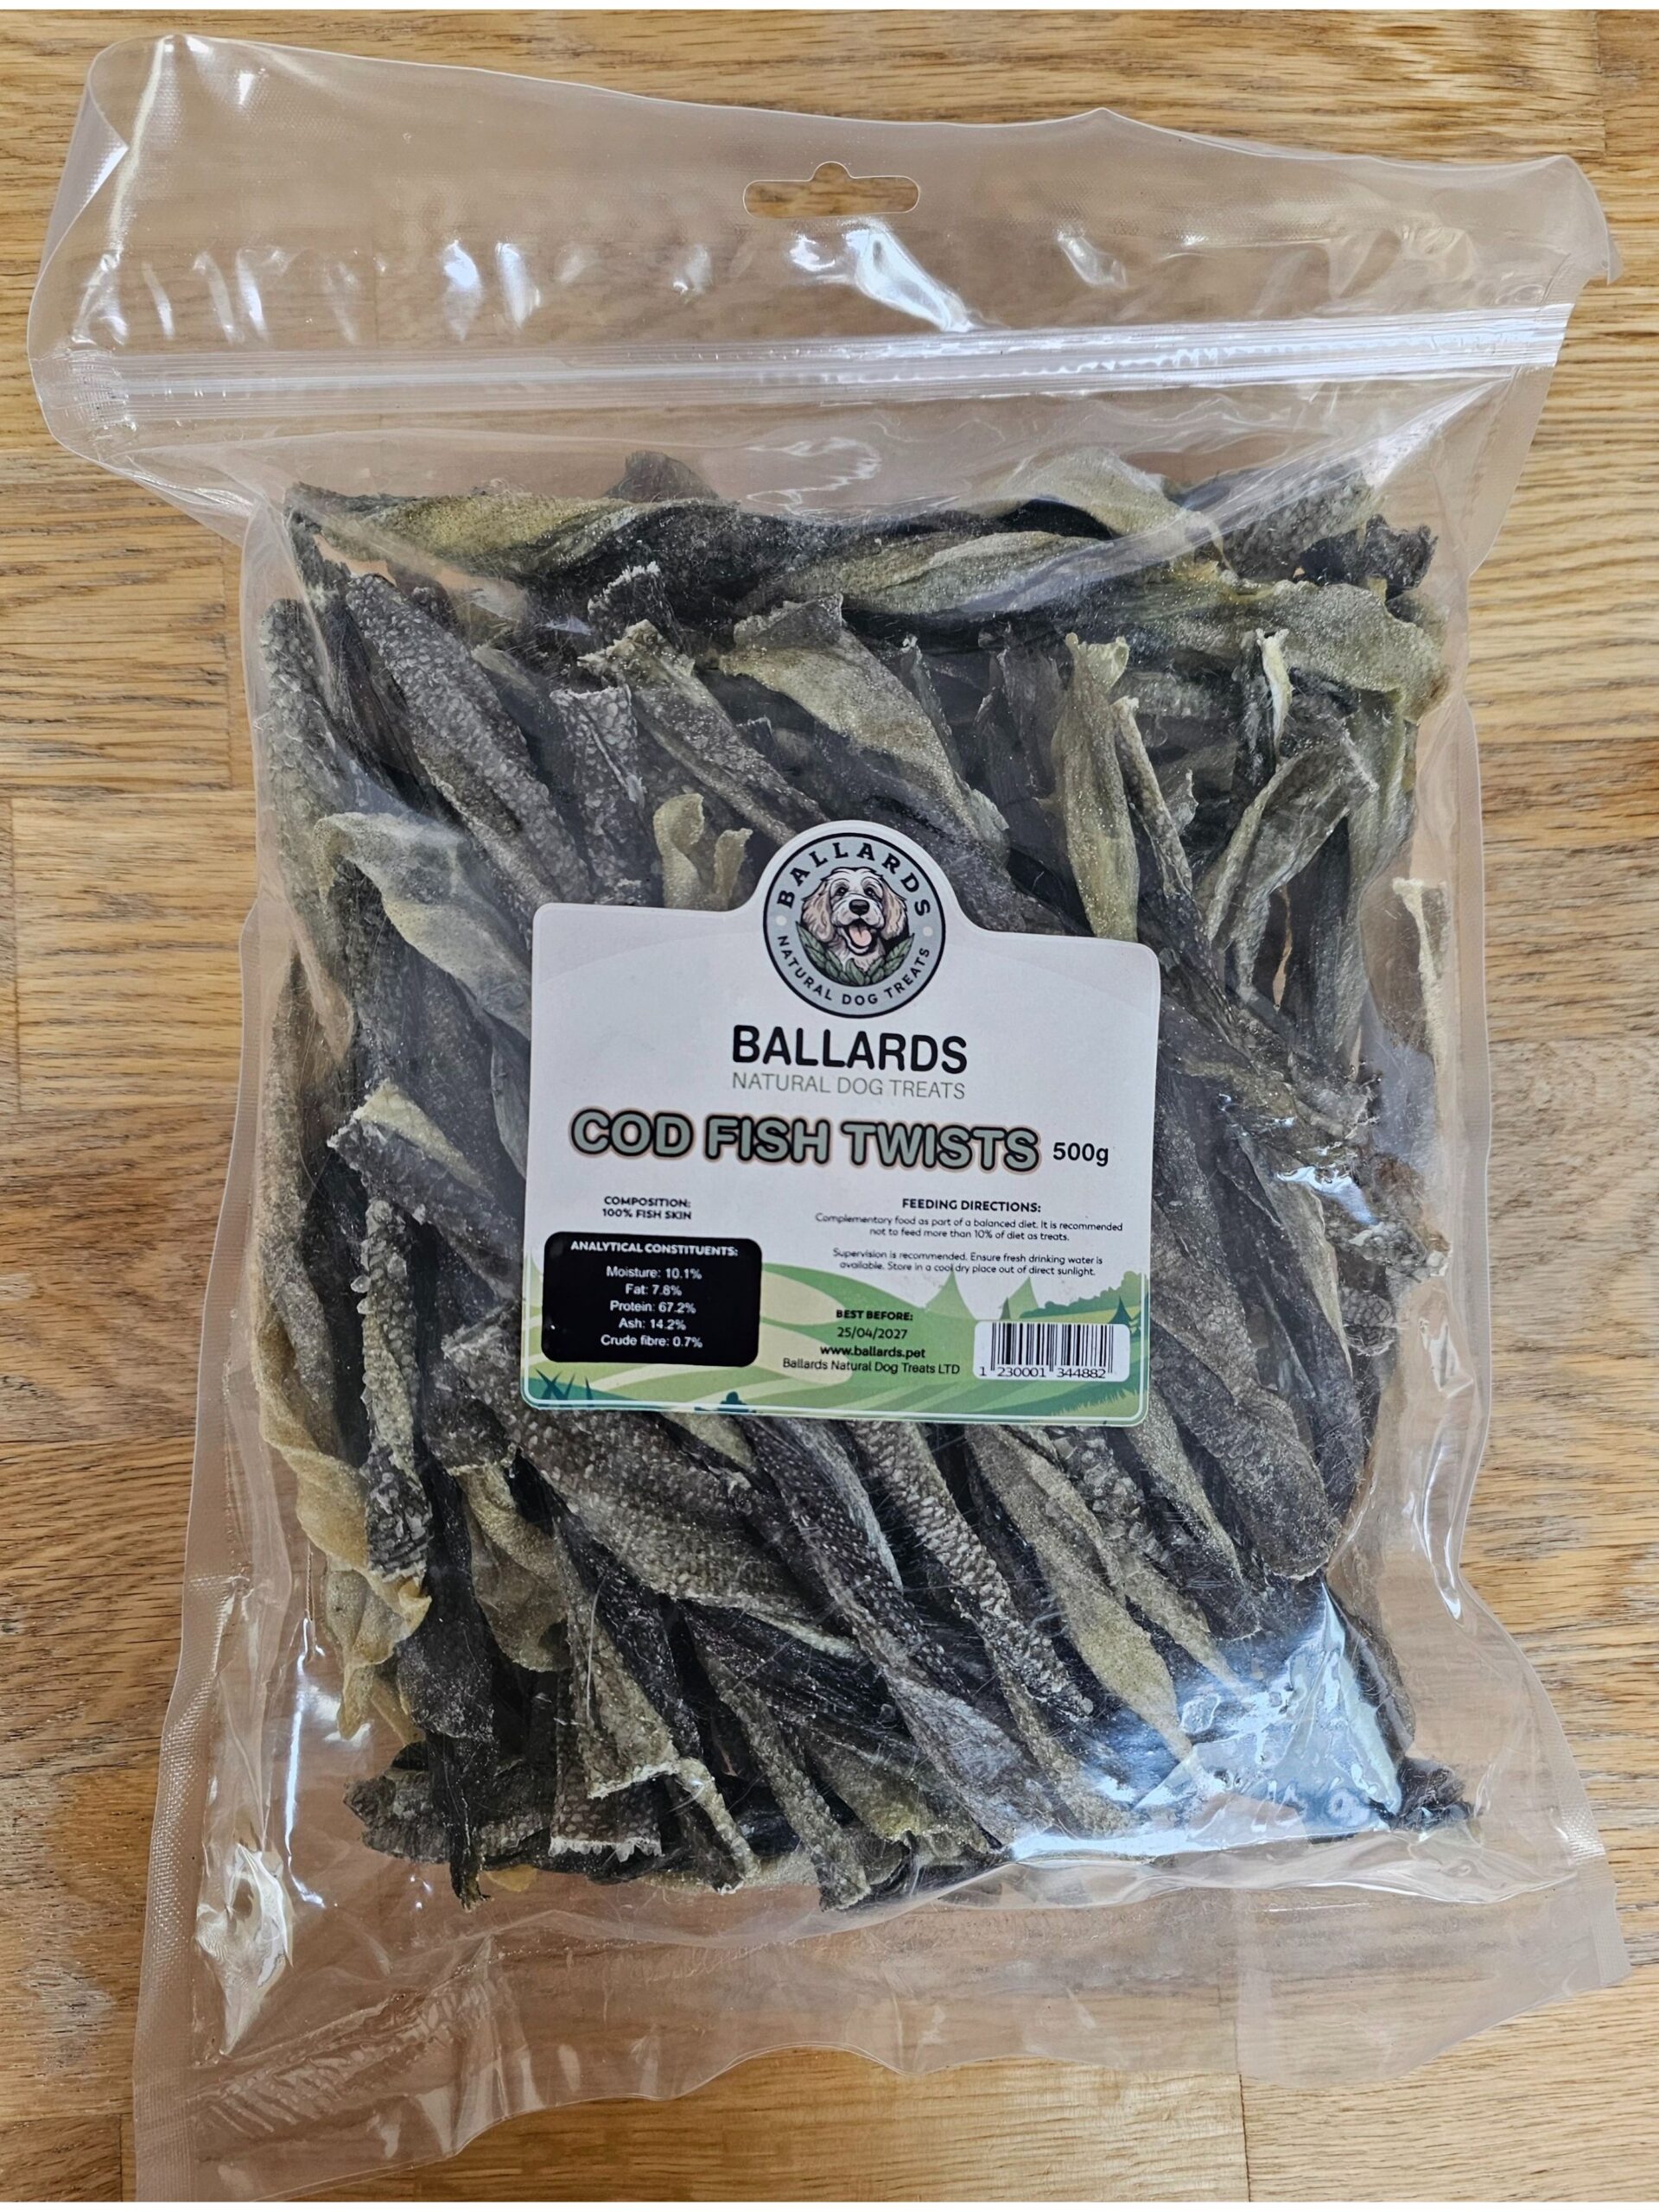 BALLARDS
NATURAL DOG TREATS
BALLARDS
NATURAL DOG TREATS
COD FISH TWISTS 500g
COMPOSITION:
100% FISH SKIN
ANALYTICAL CONSTITUENTS:
Moisture: 10.1%
Fat: 7.8%
Protein: 67.2%
Ash: 14.2%
Crude fibre: 0.7%
FEEDING DIRECTIONS:
Complementary food as part of a balanced diet. It is recommended
not to feed more than 10% of diet as treats.
Supervision is recommended. Ensure fresh drinking water is
available. Store in a cool dry place out of direct sunlight.
BEST BEFORE:
25/04/2027
www.ballards.pet
Ballards Natural Dog Treats LTD
1 230001 344882